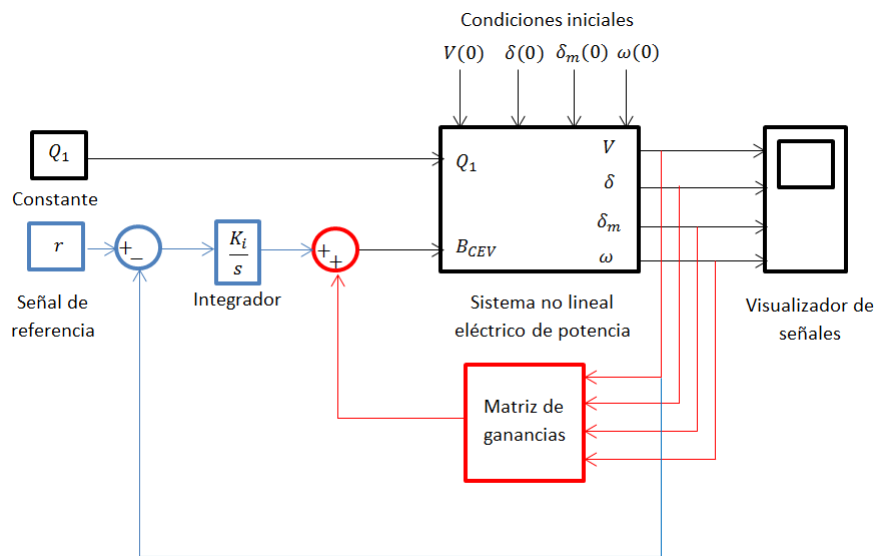 Condiciones iniciales
V(0) δ(0) δₘ(0) ω(0)
Q₁
Constante
r
Señal de
referencia
+
−
Kᵢ
s
Integrador
+
+
Q₁
B_CEV
V
δ
δₘ
ω
Sistema no lineal
eléctrico de potencia
Visualizador de
señales
Matriz de
ganancias